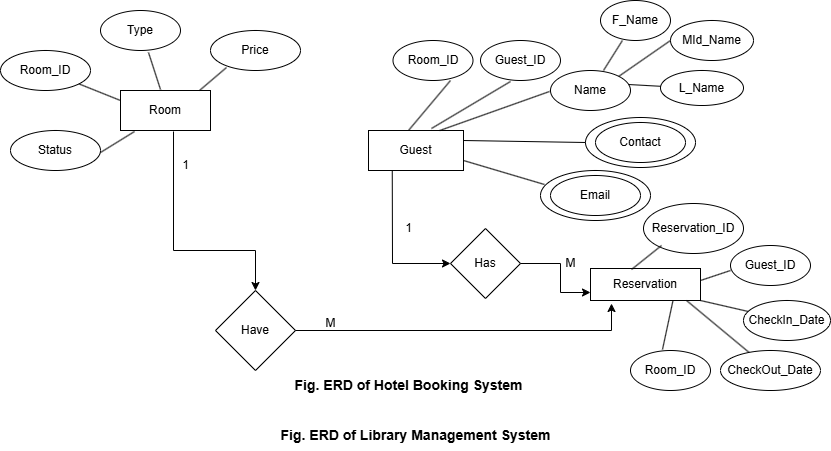 F_Name
Type
MId_Name
Price
Room_ID
Guest_ID
Room_ID
Name
L_Name
Room
Status
Guest
Contact
1
Email
1
Reservation_ID
Has
M
Guest_ID
Reservation
CheckIn_Date
Have
M
Room_ID
CheckOut_Date
Fig. ERD of Hotel Booking System
Fig. ERD of Library Management System